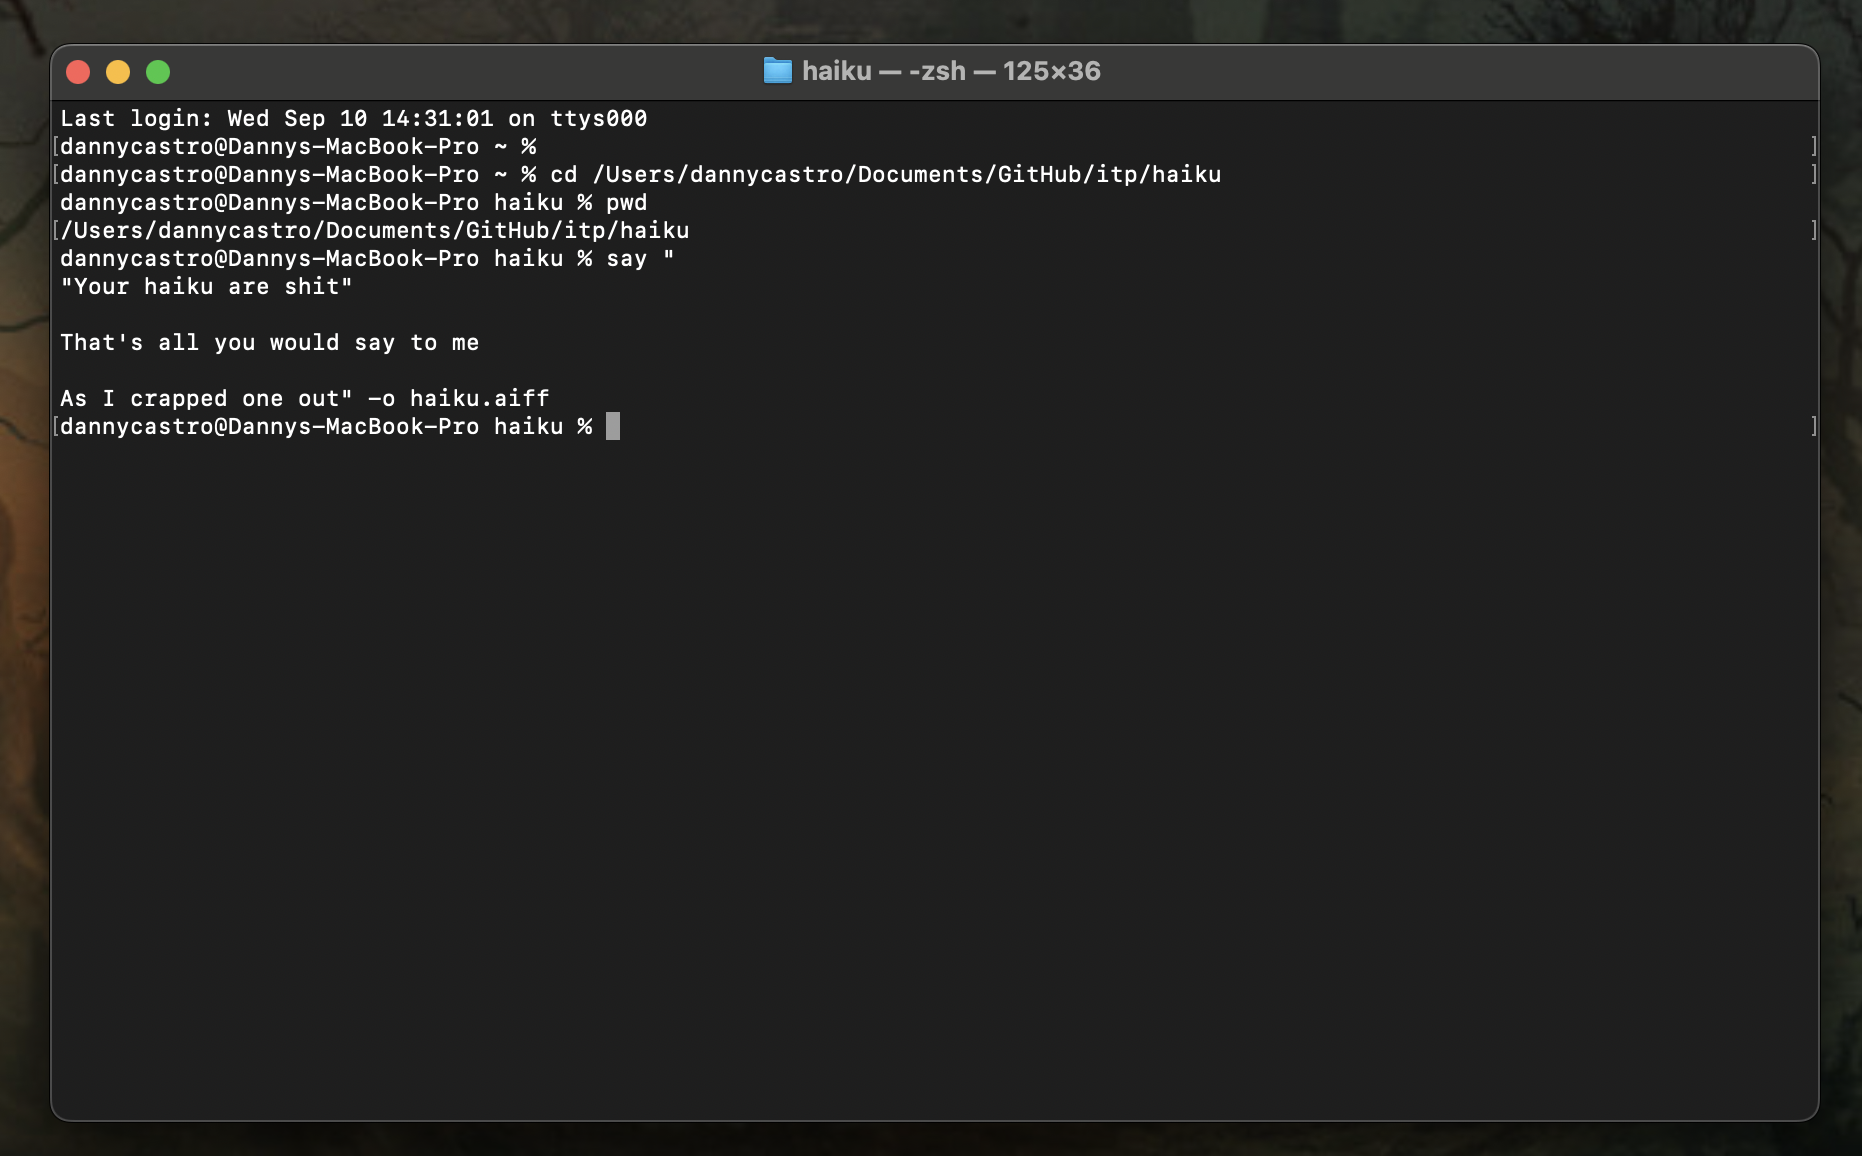 haiku — -zsh — 125×36
Last login: Wed Sep 10 14:31:01 on ttys000
[dannycastro@Dannys-MacBook-Pro ~ % ]
[dannycastro@Dannys-MacBook-Pro ~ % cd /Users/dannycastro/Documents/GitHub/itp/haiku ]
dannycastro@Dannys-MacBook-Pro haiku % pwd
[/Users/dannycastro/Documents/GitHub/itp/haiku ]
dannycastro@Dannys-MacBook-Pro haiku % say "
"Your haiku are shit"
That's all you would say to me
As I crapped one out" -o haiku.aiff
[dannycastro@Dannys-MacBook-Pro haiku % ]